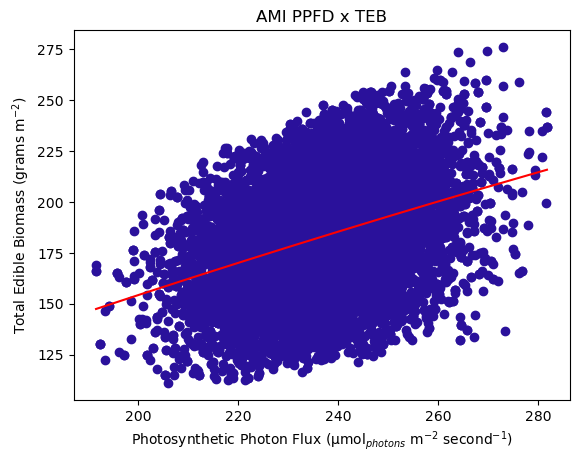 AMI PPFD x TEB
Total Edible Biomass (grams m⁻²)
275
250
225
200
175
150
125
200 220 240 260 280
Photosynthetic Photon Flux (μmol_photons m⁻² second⁻¹)